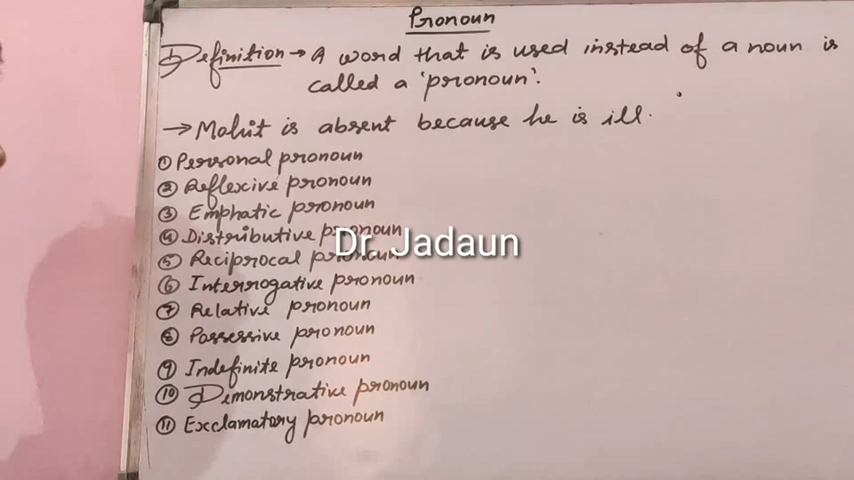 Pronoun
Definition → A word that is used instead of a noun is
called a 'pronoun'.
→ Mohit is absent because he is ill.
① Personal pronoun
② Reflexive pronoun
③ Emphatic pronoun
④ Distributive pronoun
⑤ Reciprocal pronoun
⑥ Interrogative pronoun
⑦ Relative pronoun
⑧ Possessive pronoun
⑨ Indefinite pronoun
⑩ Demonstrative pronoun
⑪ Exclamatory pronoun
Dr. Jadaun